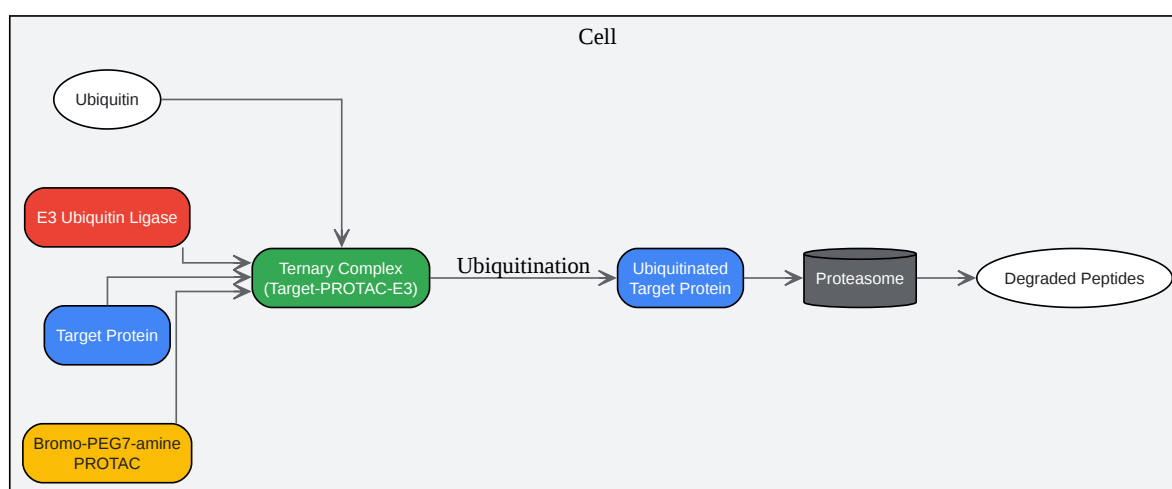 Cell
Ubiquitin
E3 Ubiquitin Ligase
Ternary Complex
(Target-PROTAC-E3)
Ubiquitination
Ubiquitinated
Target Protein
Proteasome
Degraded Peptides
Target Protein
Bromo-PEG7-amine
PROTAC